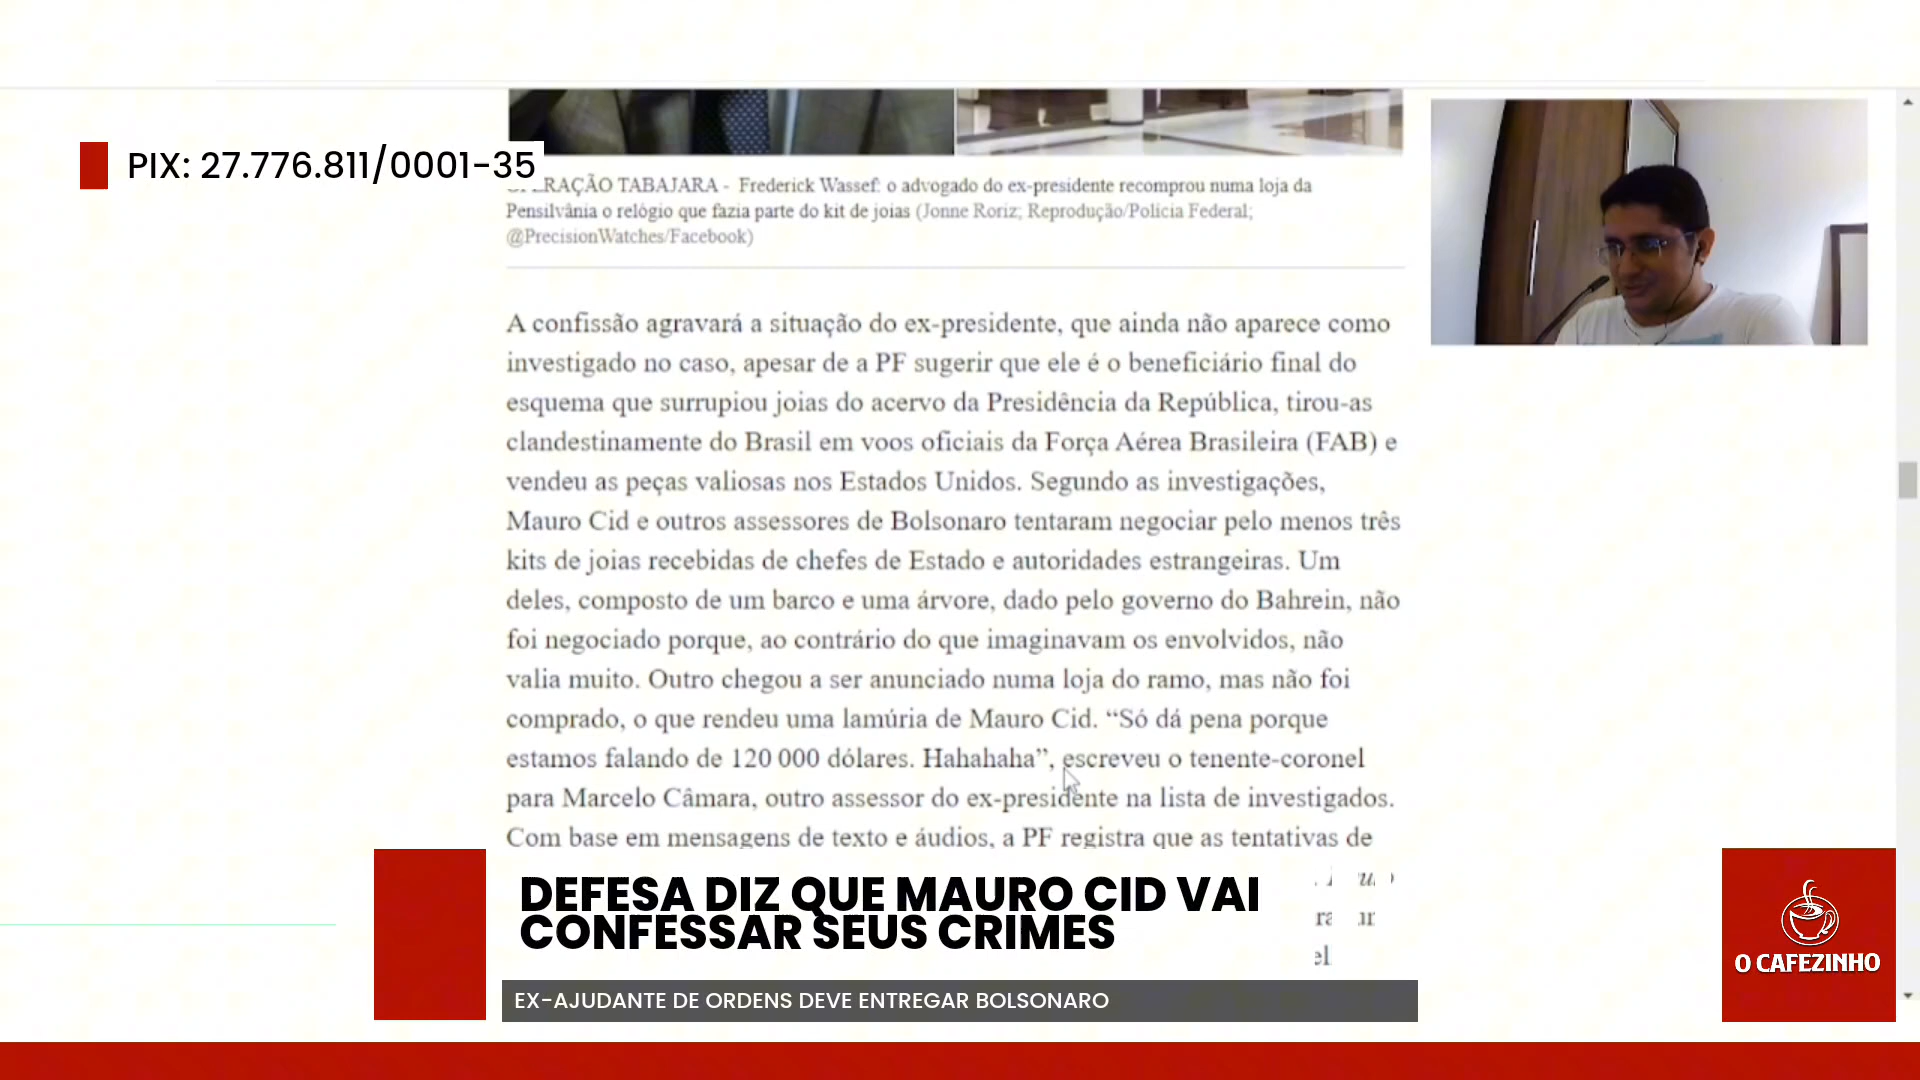 PIX: 27.776.811/0001-35
TABAJARA - Frederick Wassef: o advogado do ex-presidente recomprou numa loja da
Pensilvânia o relógio que fazia parte do kit de joias (Jonne Roriz; Reprodução/Polícia Federal;
@PrecisionWatches/Facebook)
A confissão agravará a situação do ex-presidente, que ainda não aparece como
investigado no caso, apesar de a PF sugerir que ele é o beneficiário final do
esquema que surrupiou joias do acervo da Presidência da República, tirou-as
clandestinamente do Brasil em voos oficiais da Força Aérea Brasileira (FAB) e
vendeu as peças valiosas nos Estados Unidos. Segundo as investigações,
Mauro Cid e outros assessores de Bolsonaro tentaram negociar pelo menos três
kits de joias recebidas de chefes de Estado e autoridades estrangeiras. Um
deles, composto de um barco e uma árvore, dado pelo governo do Bahrein, não
foi negociado porque, ao contrário do que imaginavam os envolvidos, não
valia muito. Outro chegou a ser anunciado numa loja do ramo, mas não foi
comprado, o que rendeu uma lamúria de Mauro Cid. “Só dá pena porque
estamos falando de 120 000 dólares. Hahahaha”, escreveu o tenente-coronel
para Marcelo Câmara, outro assessor do ex-presidente na lista de investigados.
Com base em mensagens de texto e áudios, a PF registra que as tentativas de
DEFESA DIZ QUE MAURO CID VAI
CONFESSAR SEUS CRIMES
EX-AJUDANTE DE ORDENS DEVE ENTREGAR BOLSONARO
O CAFEZINHO